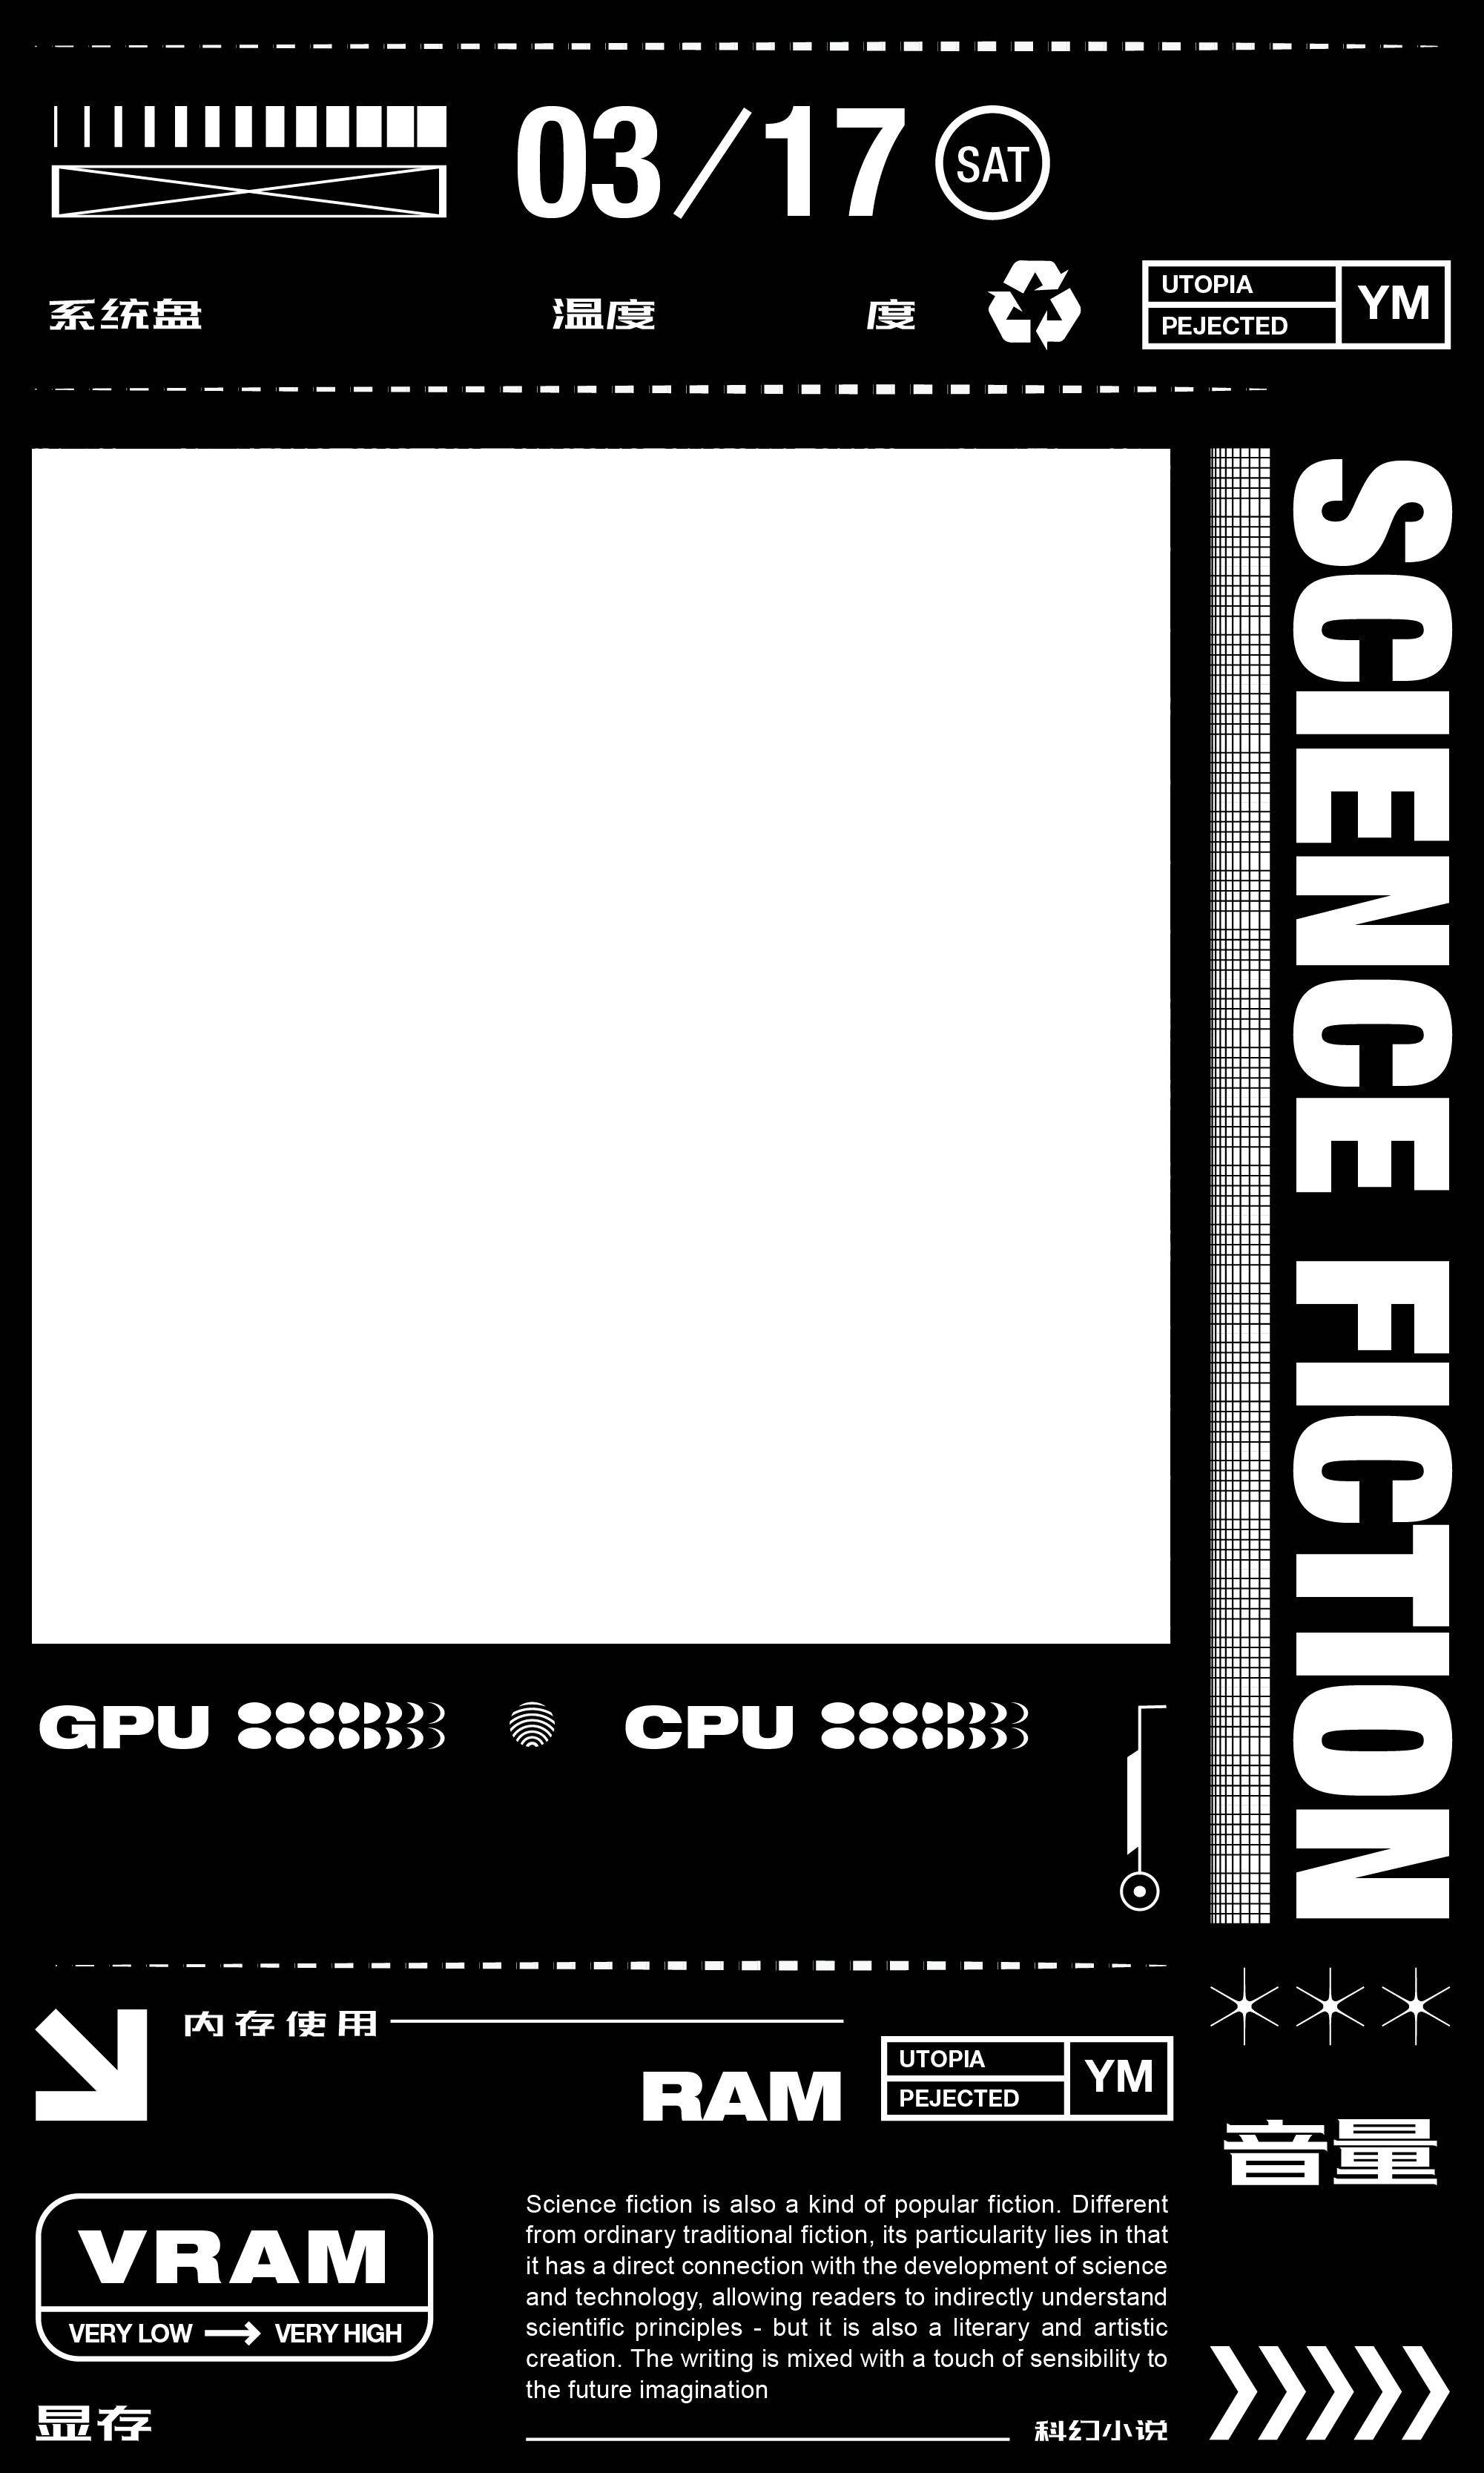 03/17 SAT
系统盘 温度 度
UTOPIA
PEJECTED
YM
SCIENCE FICTION
GPU CPU
内存使用
RAM
UTOPIA
PEJECTED
YM
音量
VRAM
VERY LOW VERY HIGH
显存
Science fiction is also a kind of popular fiction. Different
from ordinary traditional fiction, its particularity lies in that
it has a direct connection with the development of science
and technology, allowing readers to indirectly understand
scientific principles - but it is also a literary and artistic
creation. The writing is mixed with a touch of sensibility to
the future imagination
科幻小说